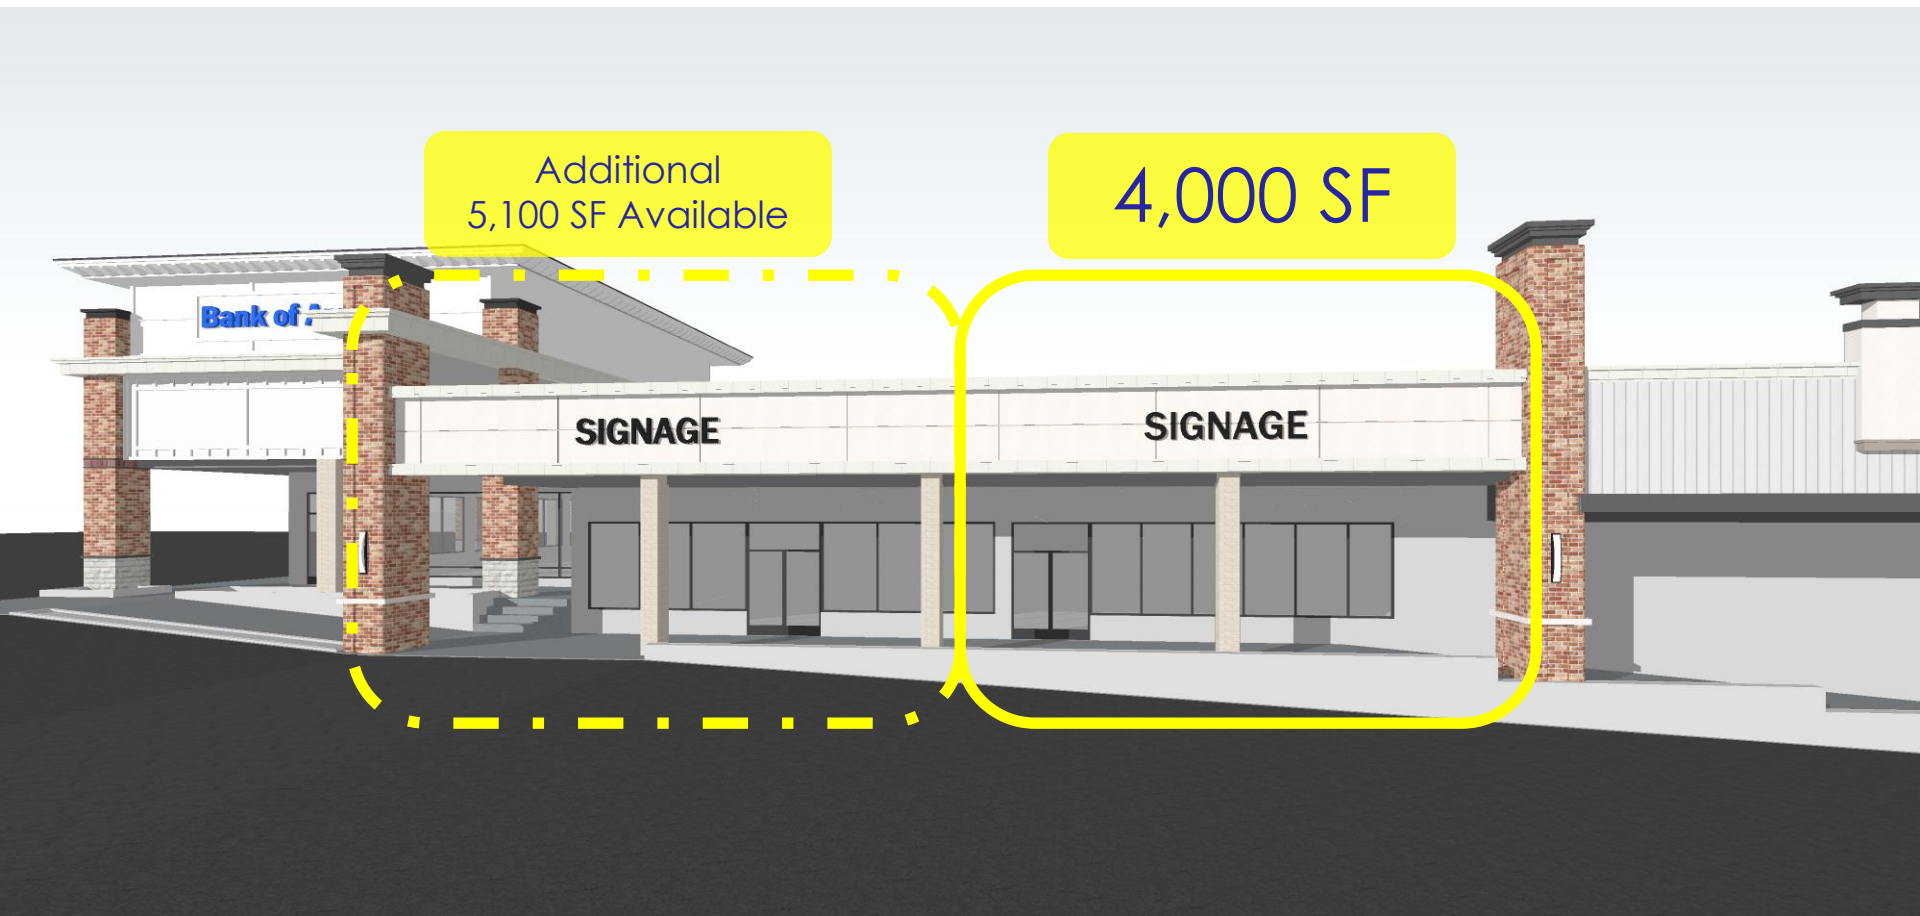 Additional
5,100 SF Available
4,000 SF
Bank of
SIGNAGE
SIGNAGE